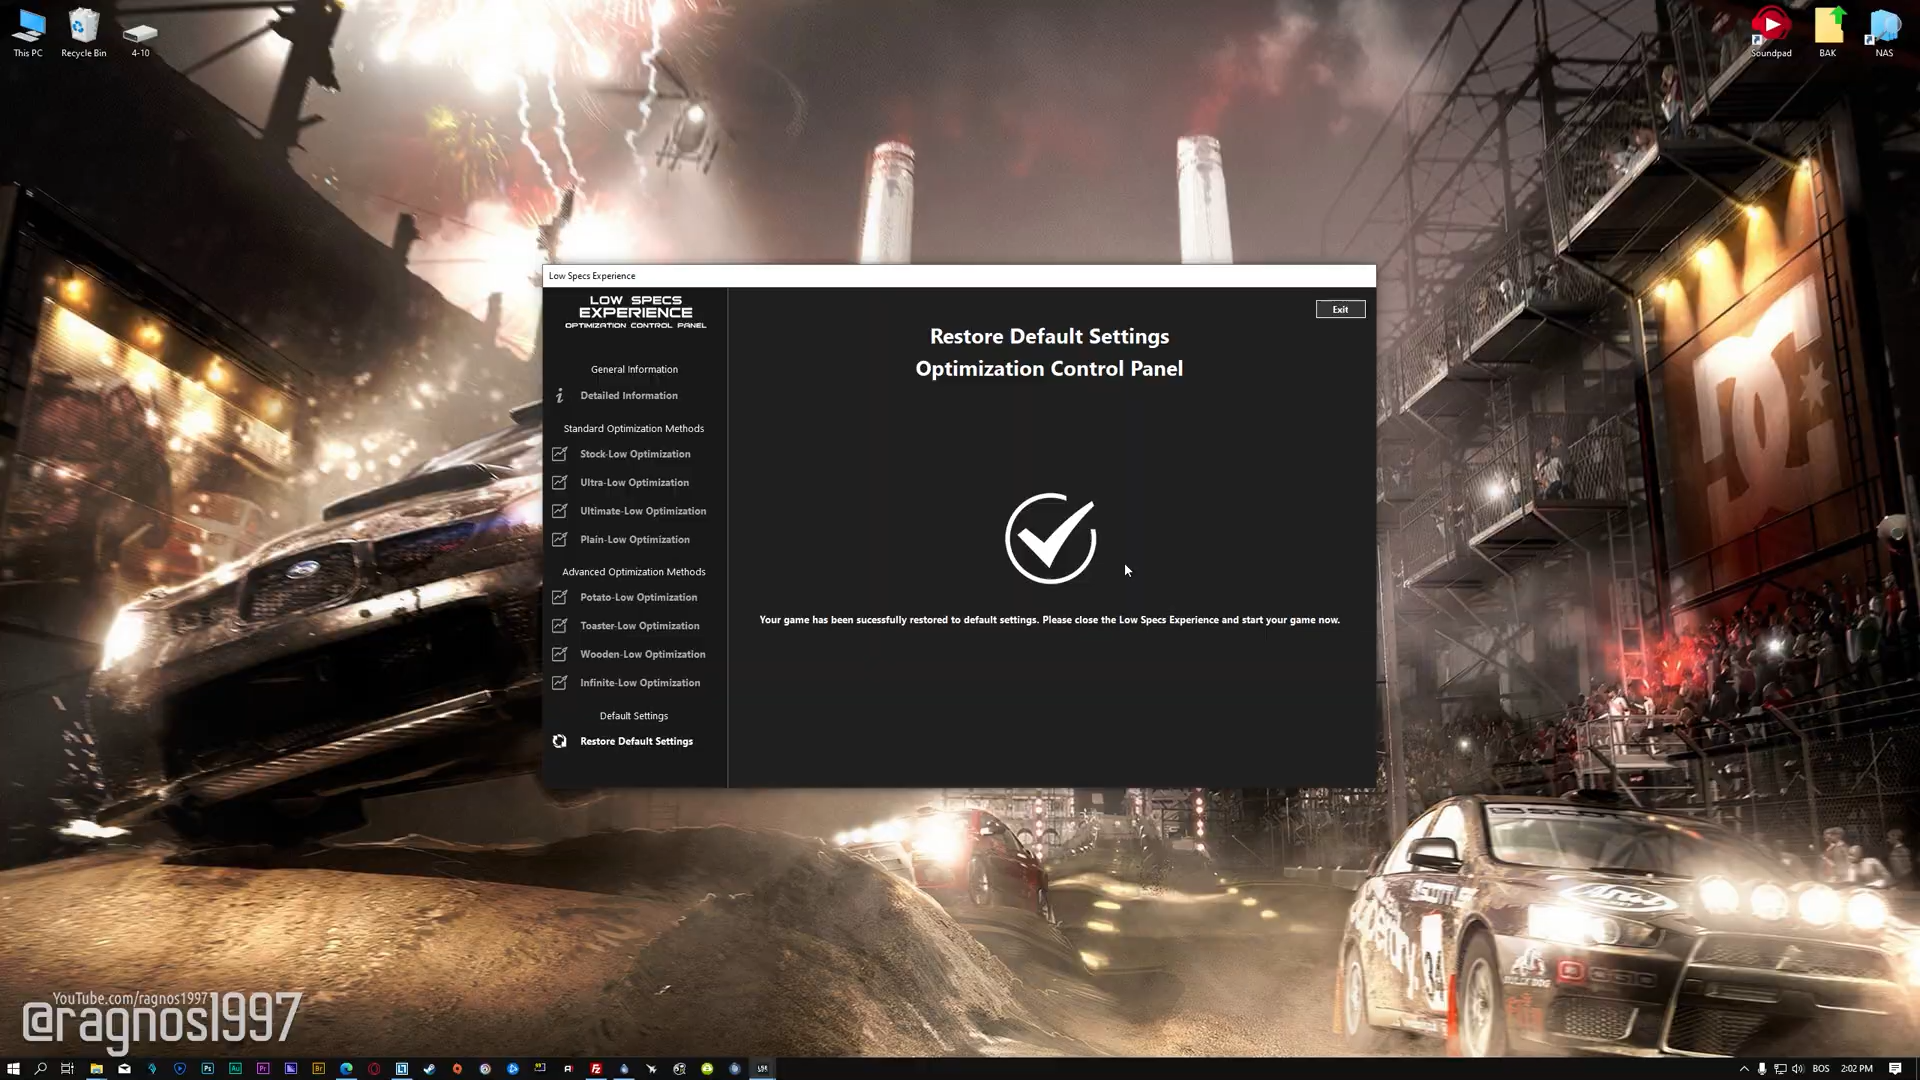 This PC
Recycle Bin
4-10
Soundpad
BAK
NAS
Low Specs Experience
LOW SPECS
EXPERIENCE
OPTIMIZATION CONTROL PANEL
General Information
Detailed Information
Standard Optimization Methods
Stock-Low Optimization
Ultra-Low Optimization
Ultimate-Low Optimization
Plain-Low Optimization
Advanced Optimization Methods
Potato-Low Optimization
Toaster-Low Optimization
Wooden-Low Optimization
Infinite-Low Optimization
Default Settings
Restore Default Settings
Exit
Restore Default Settings
Optimization Control Panel
Your game has been sucessfully restored to default settings. Please close the Low Specs Experience and start your game now.
YouTube.com/ragnos1997
@ragnos1997
BOS
2:02 PM